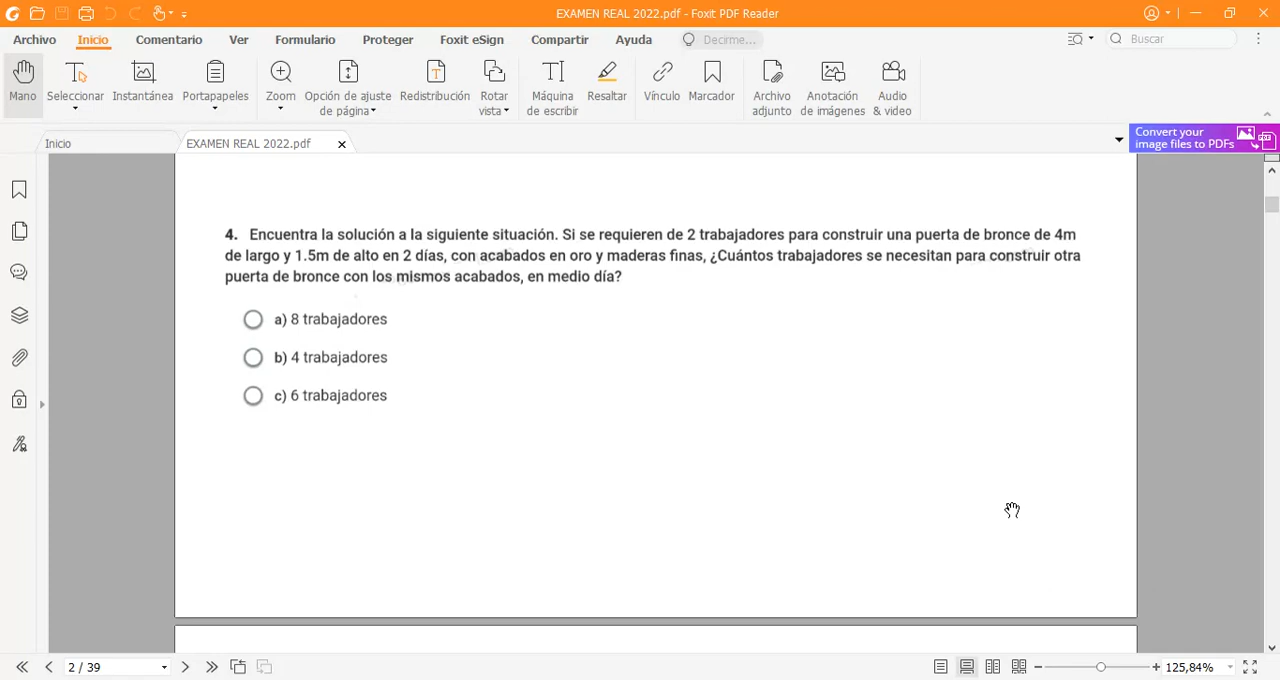 EXAMEN REAL 2022.pdf - Foxit PDF Reader
Archivo Inicio Comentario Ver Formulario Proteger Foxit eSign Compartir Ayuda Decirme... Buscar
Mano Seleccionar Instantánea Portapapeles Zoom Opción de ajuste de página Redistribución Rotar vista Máquina de escribir Resaltar Vínculo Marcador Archivo adjunto Anotación de imágenes Audio & video
Inicio EXAMEN REAL 2022.pdf
Convert your
image files to PDFs
4. Encuentra la solución a la siguiente situación. Si se requieren de 2 trabajadores para construir una puerta de bronce de 4m
de largo y 1.5m de alto en 2 días, con acabados en oro y maderas finas, ¿Cuántos trabajadores se necesitan para construir otra
puerta de bronce con los mismos acabados, en medio día?
a) 8 trabajadores
b) 4 trabajadores
c) 6 trabajadores
2 / 39 125,84%